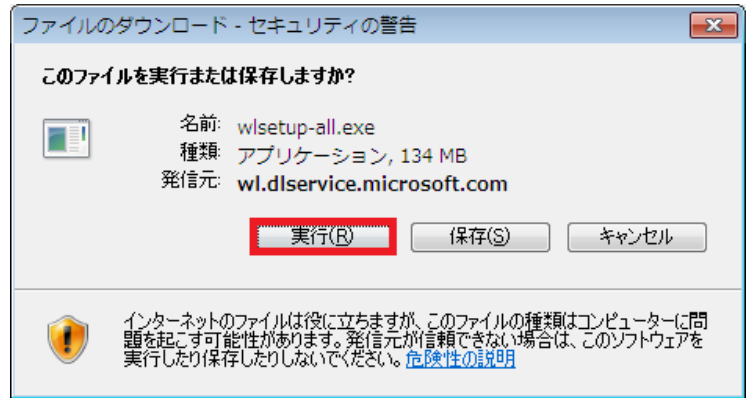 ファイルのダウンロード - セキュリティの警告
このファイルを実行または保存しますか?
名前: wlsetup-all.exe
種類: アプリケーション, 134 MB
発信元: wl.dlservice.microsoft.com
実行(R) 保存(S) キャンセル
インターネットのファイルは役に立ちますが、このファイルの種類はコンピューターに問
題を起こす可能性があります。発信元が信頼できない場合は、このソフトウェアを
実行したり保存したりしないでください。危険性の説明